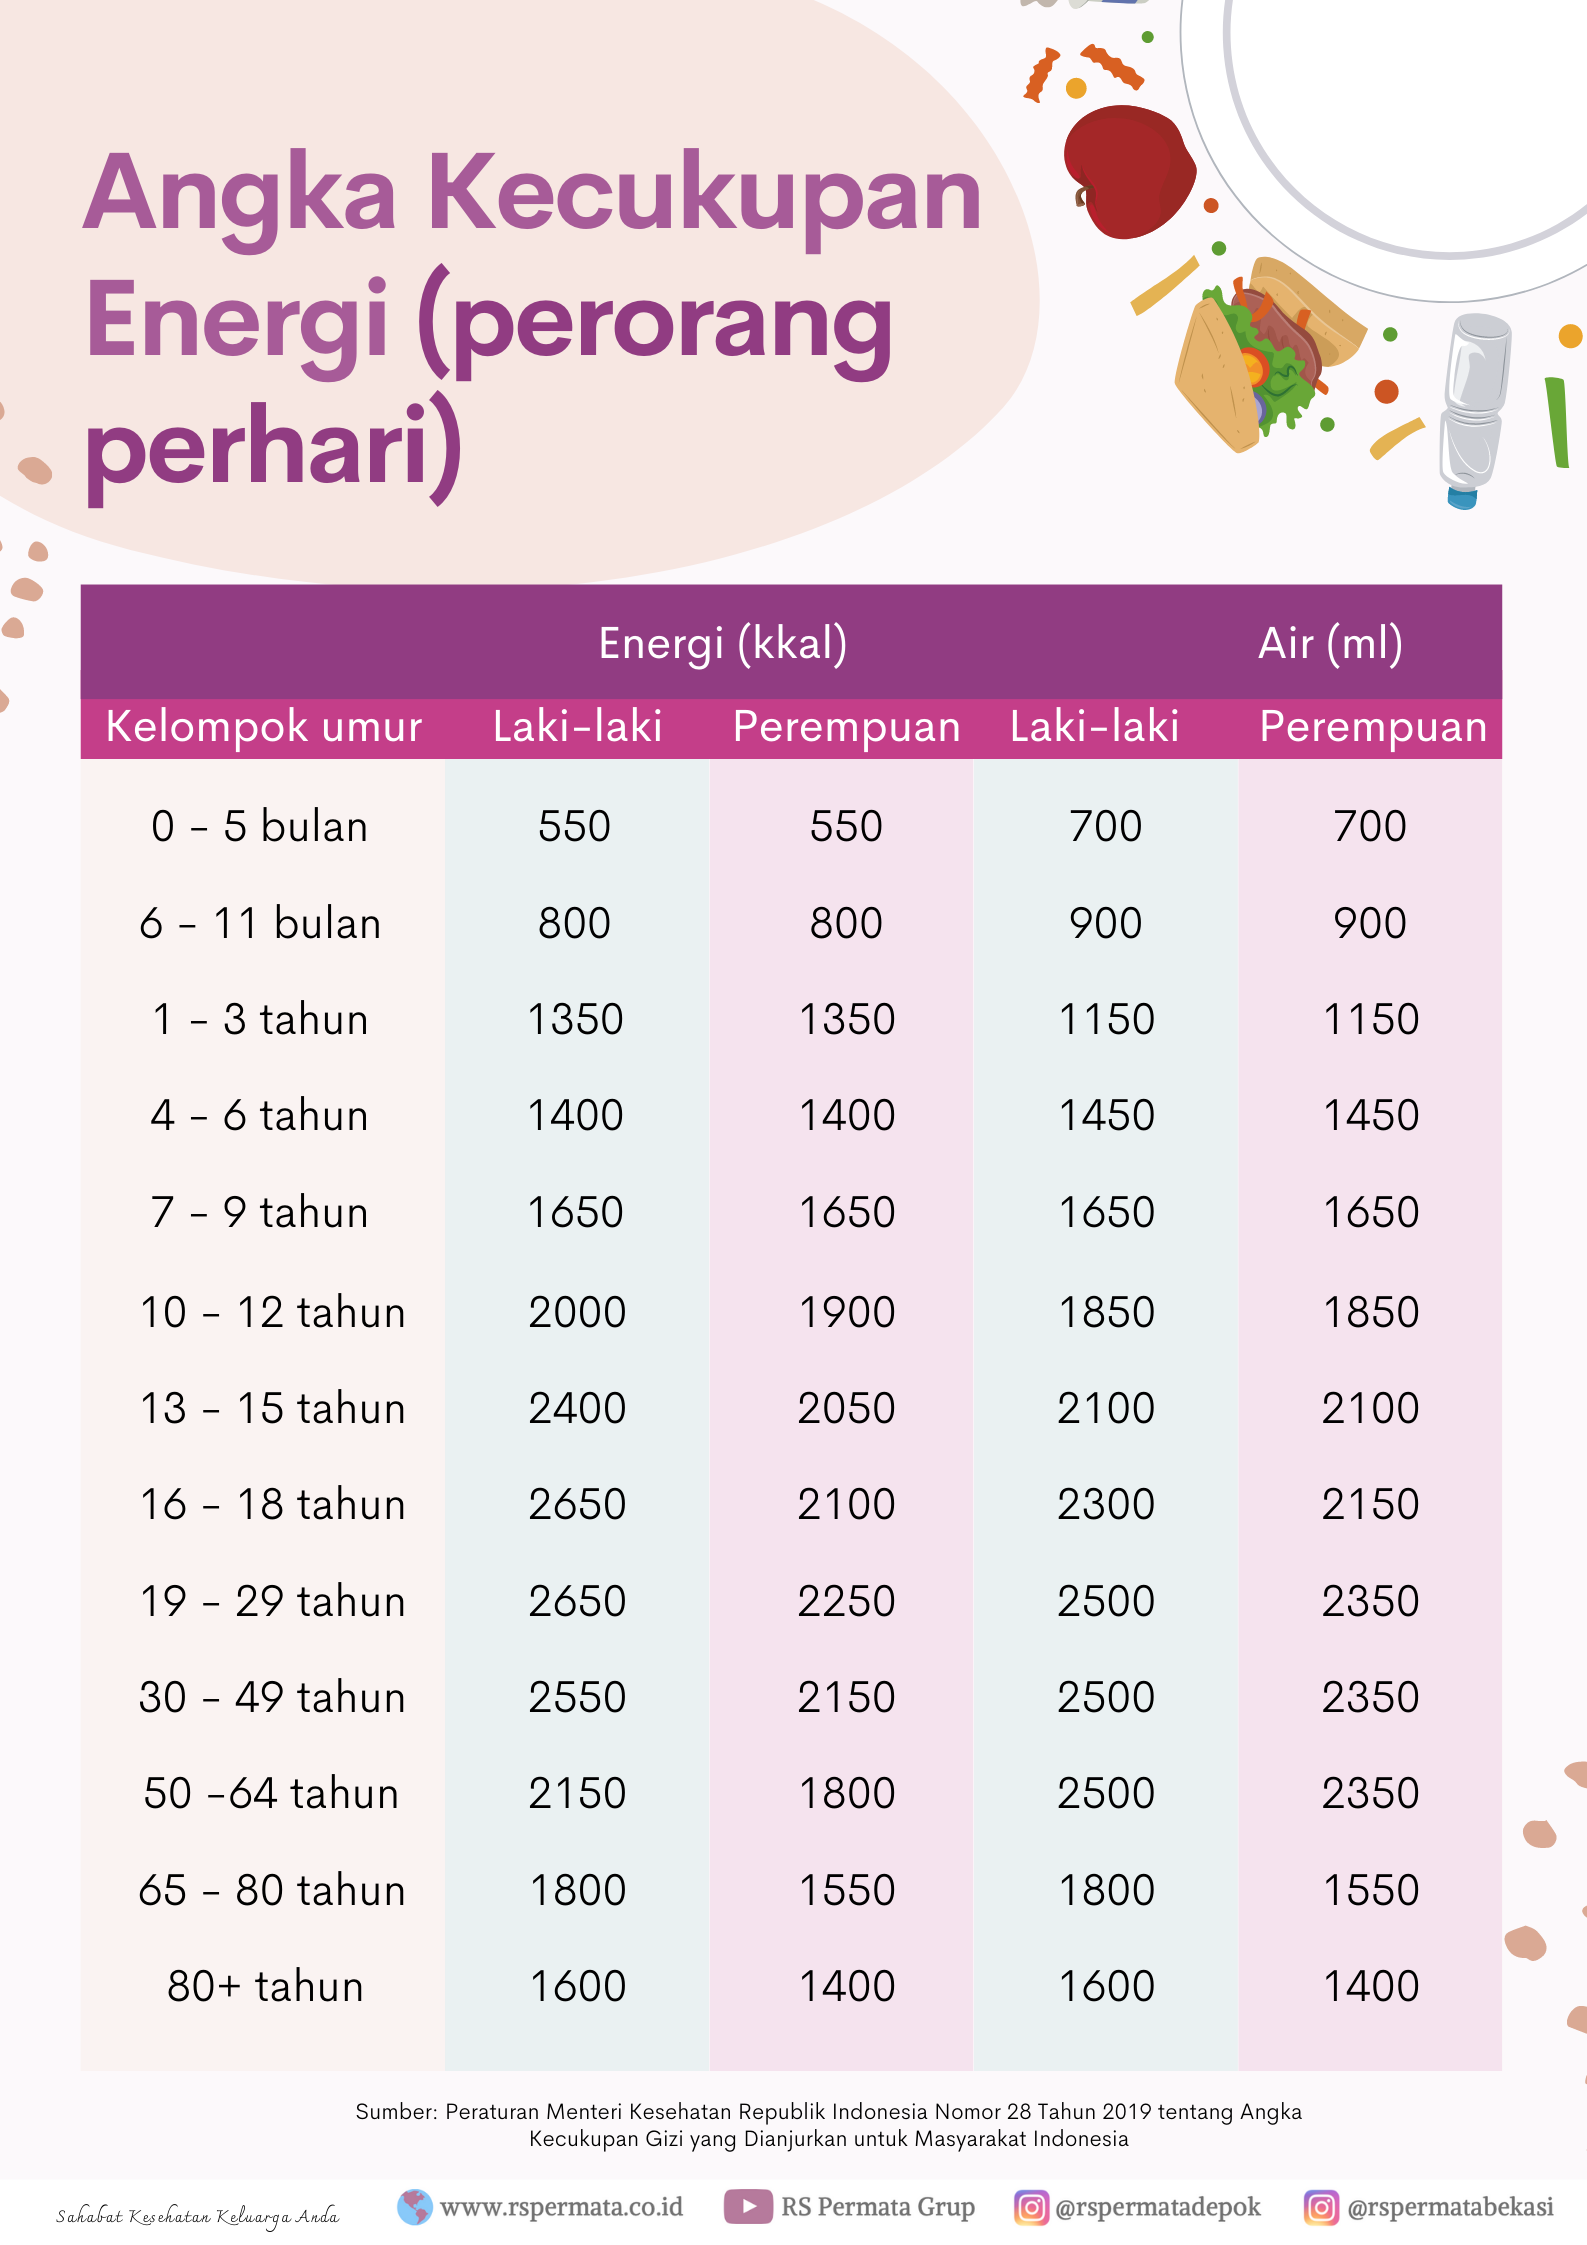 Angka Kecukupan
Energi (perorang
perhari)
Energi (kkal) Air (ml)
Kelompok umur Laki-laki Perempuan Laki-laki Perempuan
0 - 5 bulan 550 550 700 700
6 - 11 bulan 800 800 900 900
1 - 3 tahun 1350 1350 1150 1150
4 - 6 tahun 1400 1400 1450 1450
7 - 9 tahun 1650 1650 1650 1650
10 - 12 tahun 2000 1900 1850 1850
13 - 15 tahun 2400 2050 2100 2100
16 - 18 tahun 2650 2100 2300 2150
19 - 29 tahun 2650 2250 2500 2350
30 - 49 tahun 2550 2150 2500 2350
50 -64 tahun 2150 1800 2500 2350
65 - 80 tahun 1800 1550 1800 1550
80+ tahun 1600 1400 1600 1400
Sumber: Peraturan Menteri Kesehatan Republik Indonesia Nomor 28 Tahun 2019 tentang Angka
Kecukupan Gizi yang Dianjurkan untuk Masyarakat Indonesia
Sahabat Kesehatan Keluarga Anda www.rspermata.co.id RS Permata Grup @rspermatadepok @rspermatabekasi